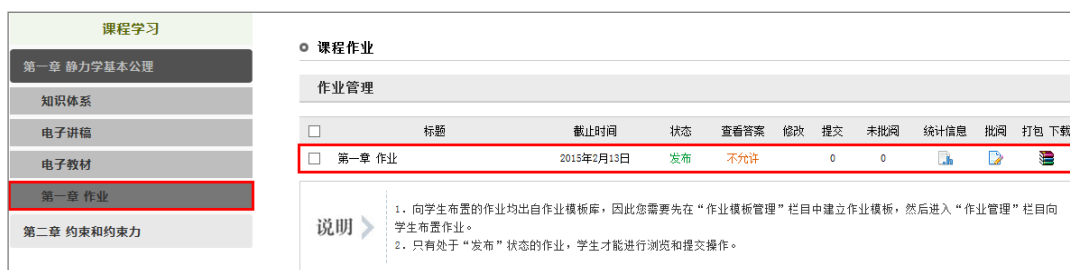 课程学习
第一章 静力学基本公理
知识体系
电子讲稿
电子教材
第一章 作业
第二章 约束和约束力
课程作业
作业管理
标题 截止时间 状态 查看答案 修改 提交 未批阅 统计信息 批阅 打包 下载
第一章 作业 2015年2月13日 发布 不允许 0 0
说明
1. 向学生布置的作业均出自作业模板库，因此您需要先在“作业模板管理”栏目中建立作业模板，然后进入“作业管理”栏目向
学生布置作业。
2. 只有处于“发布”状态的作业，学生才能进行浏览和提交操作。